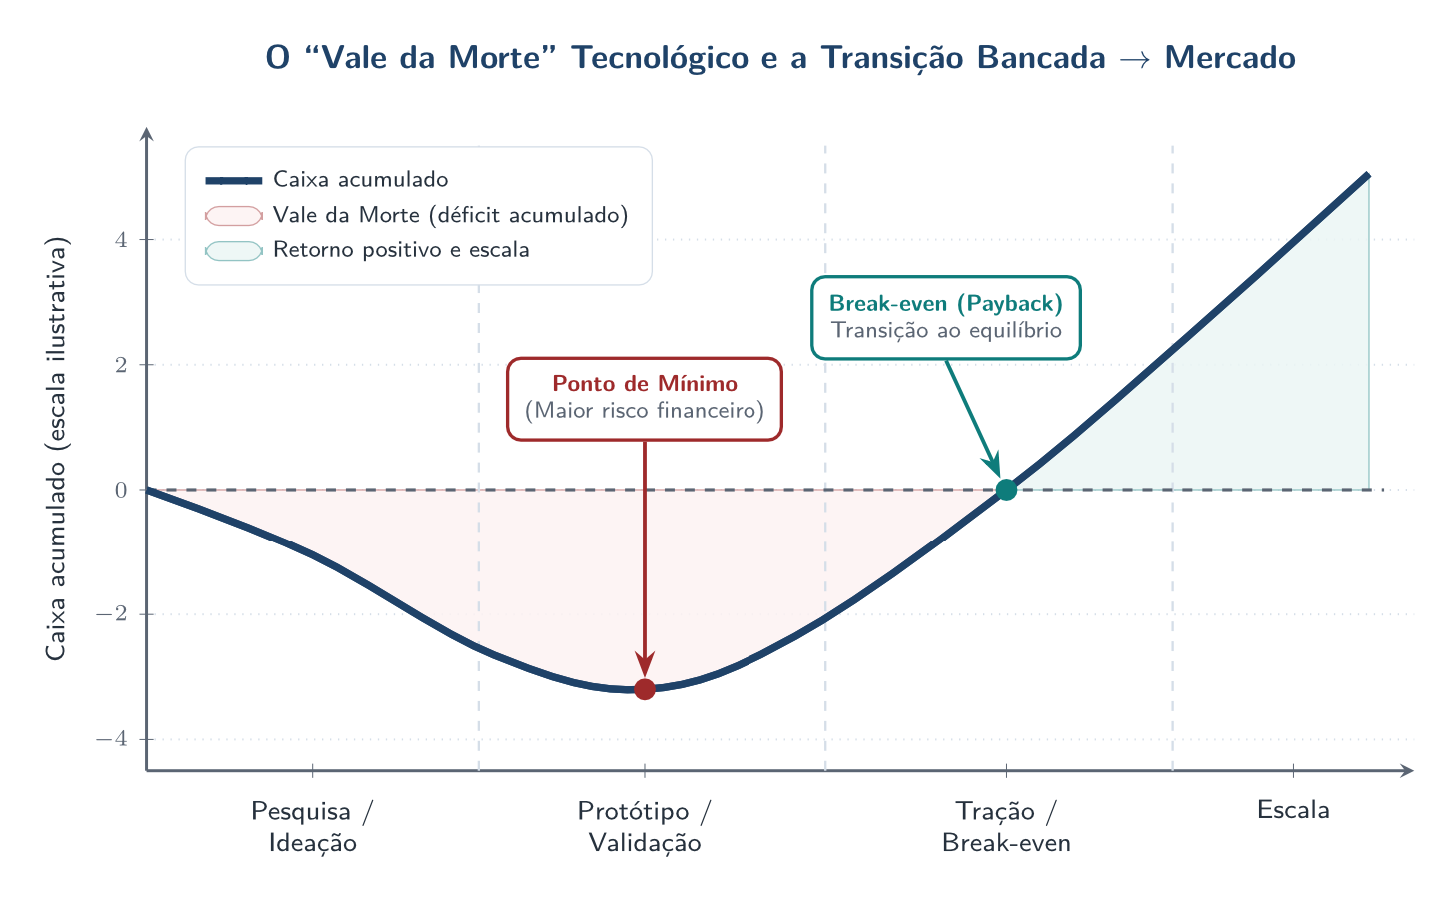 O “Vale da Morte” Tecnológico e a Transição Bancada → Mercado
Caixa acumulado
Vale da Morte (déficit acumulado)
Retorno positivo e escala
Break-even (Payback)
Transição ao equilíbrio
Ponto de Mínimo
(Maior risco financeiro)
Caixa acumulado (escala ilustrativa)
4
2
0
−2
−4
Pesquisa /
Ideação
Protótipo /
Validação
Tração /
Break-even
Escala